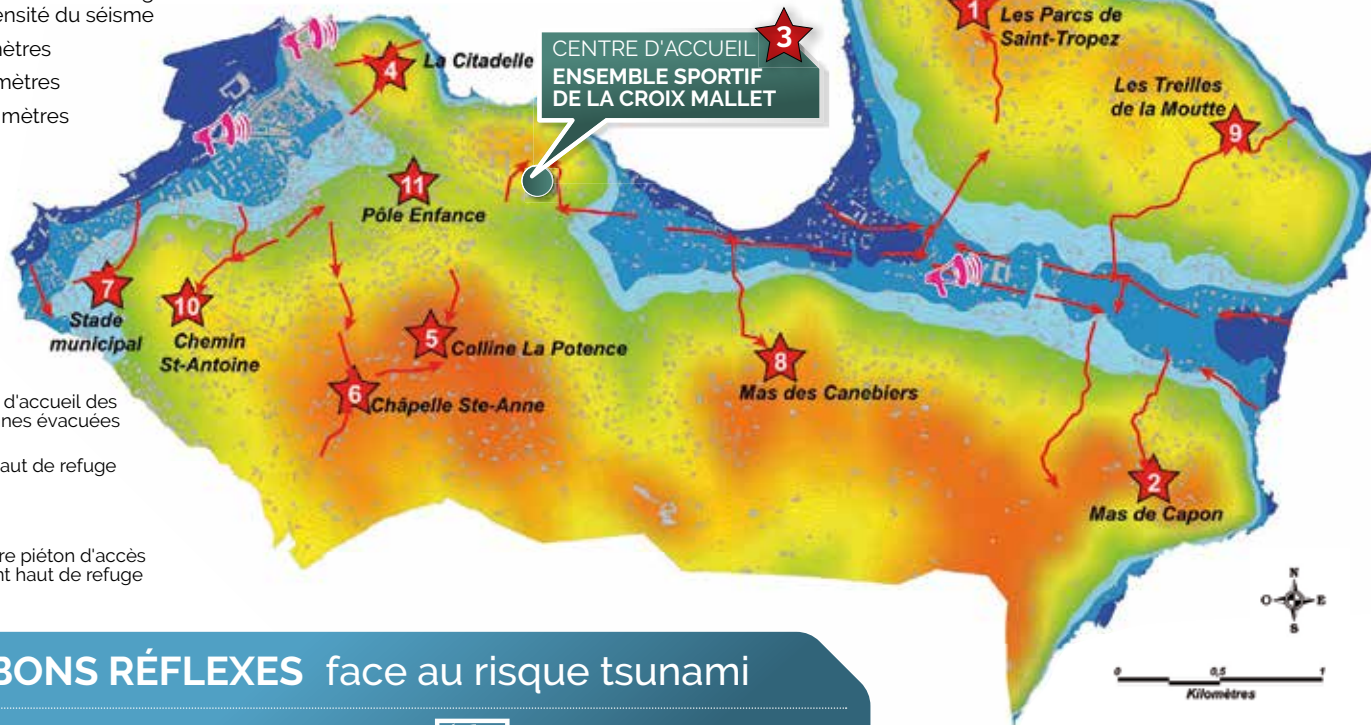 ensité du séisme
mètres
mètres
mètres
CENTRE D'ACCUEIL 3
ENSEMBLE SPORTIF
DE LA CROIX MALLET
1
Les Parcs de
Saint-Tropez
4
La Citadelle
Les Treilles
de la Moutte
9
11
Pôle Enfance
7
Stade
municipal
10
Chemin
St-Antoine
5
Colline La Potence
6
Châpelle Ste-Anne
8
Mas des Canebiers
2
Mas de Capon
d'accueil des
nes évacuées
aut de refuge
re piéton d'accès
nt haut de refuge
N
O E
S
0 0,5 1
Kilomètres
BONS RÉFLEXES face au risque tsunami